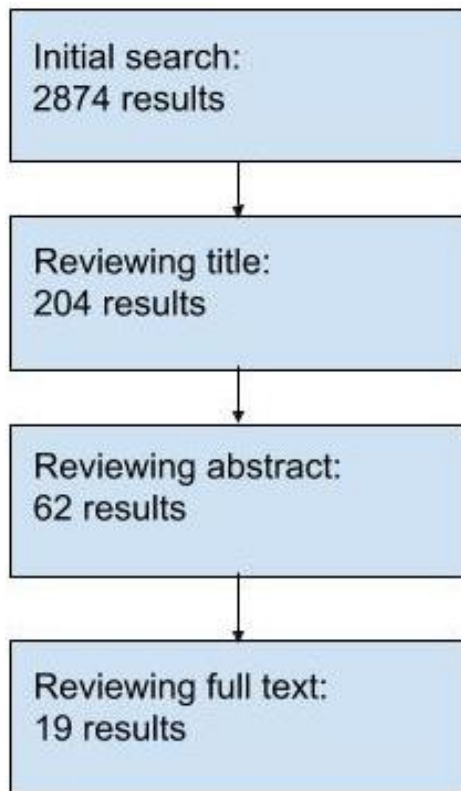 Initial search:
2874 results
Reviewing title:
204 results
Reviewing abstract:
62 results
Reviewing full text:
19 results